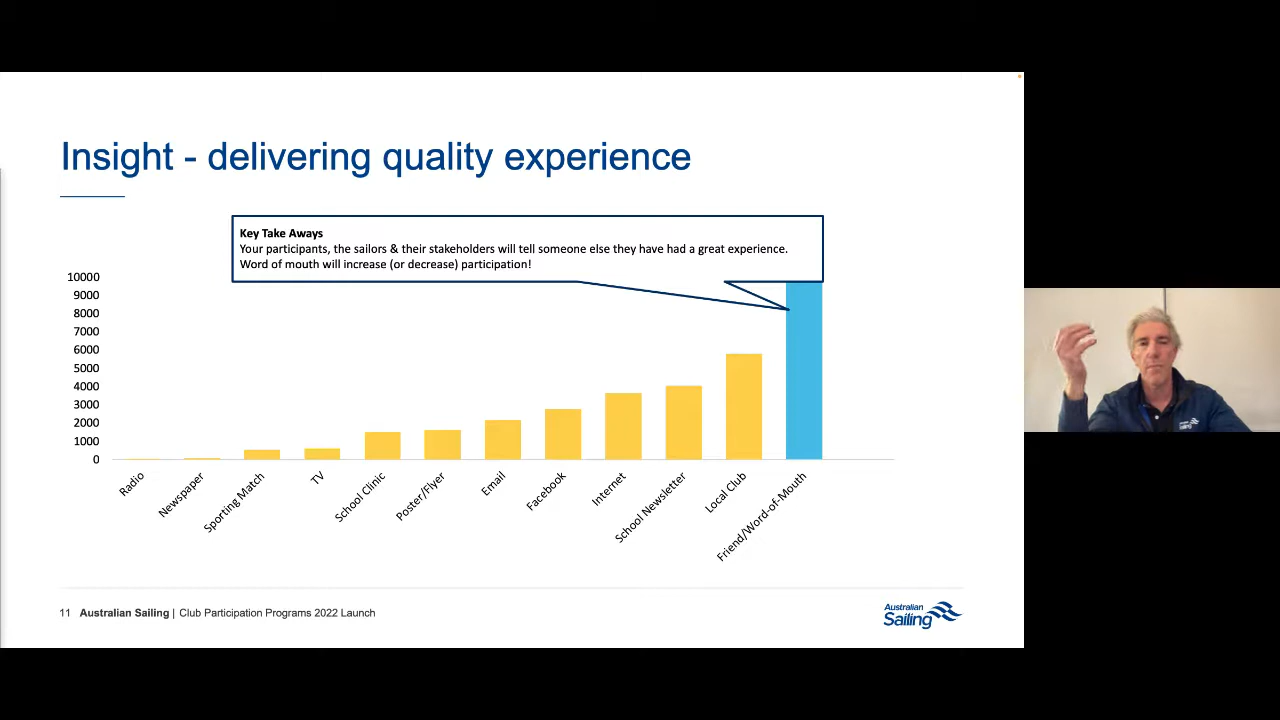 Insight - delivering quality experience
Key Take Aways
Your participants, the sailors & their stakeholders will tell someone else they have had a great experience.
Word of mouth will increase (or decrease) participation!
10000
9000
8000
7000
6000
5000
4000
3000
2000
1000
0
Radio
Newspaper
Sporting Match
TV
School Clinic
Poster/Flyer
Email
Facebook
Internet
School Newsletter
Local Club
Friend/Word-of-Mouth
11 Australian Sailing | Club Participation Programs 2022 Launch
Australian
Sailing